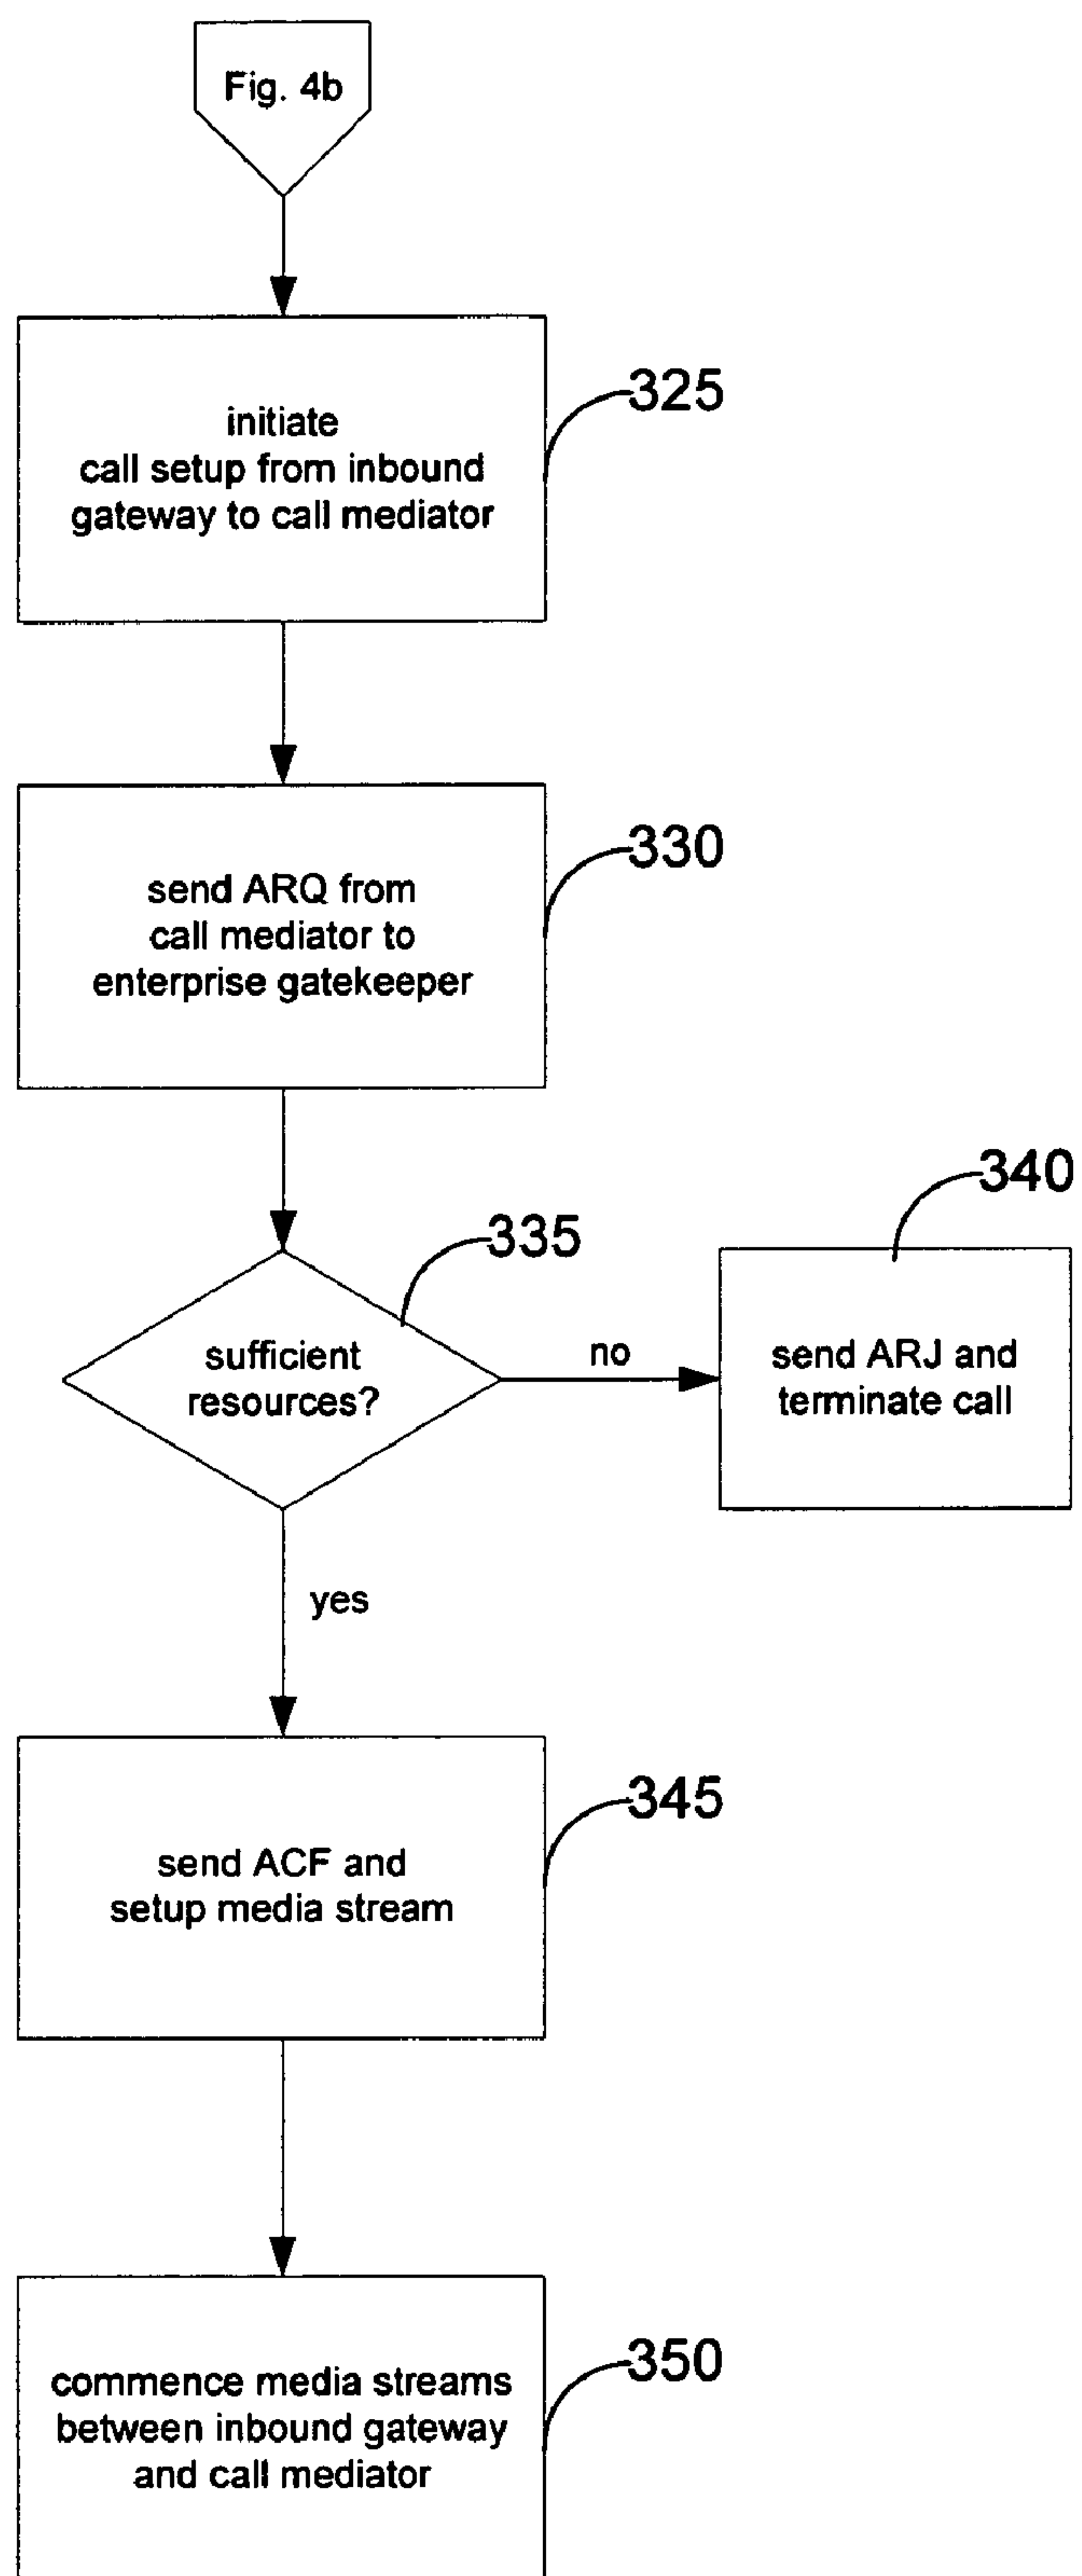 Fig. 4b
325
initiate
call setup from inbound
gateway to call mediator
330
send ARQ from
call mediator to
enterprise gatekeeper
335
340
sufficient
resources?
no
send ARJ and
terminate call
yes
345
send ACF and
setup media stream
350
commence media streams
between inbound gateway
and call mediator